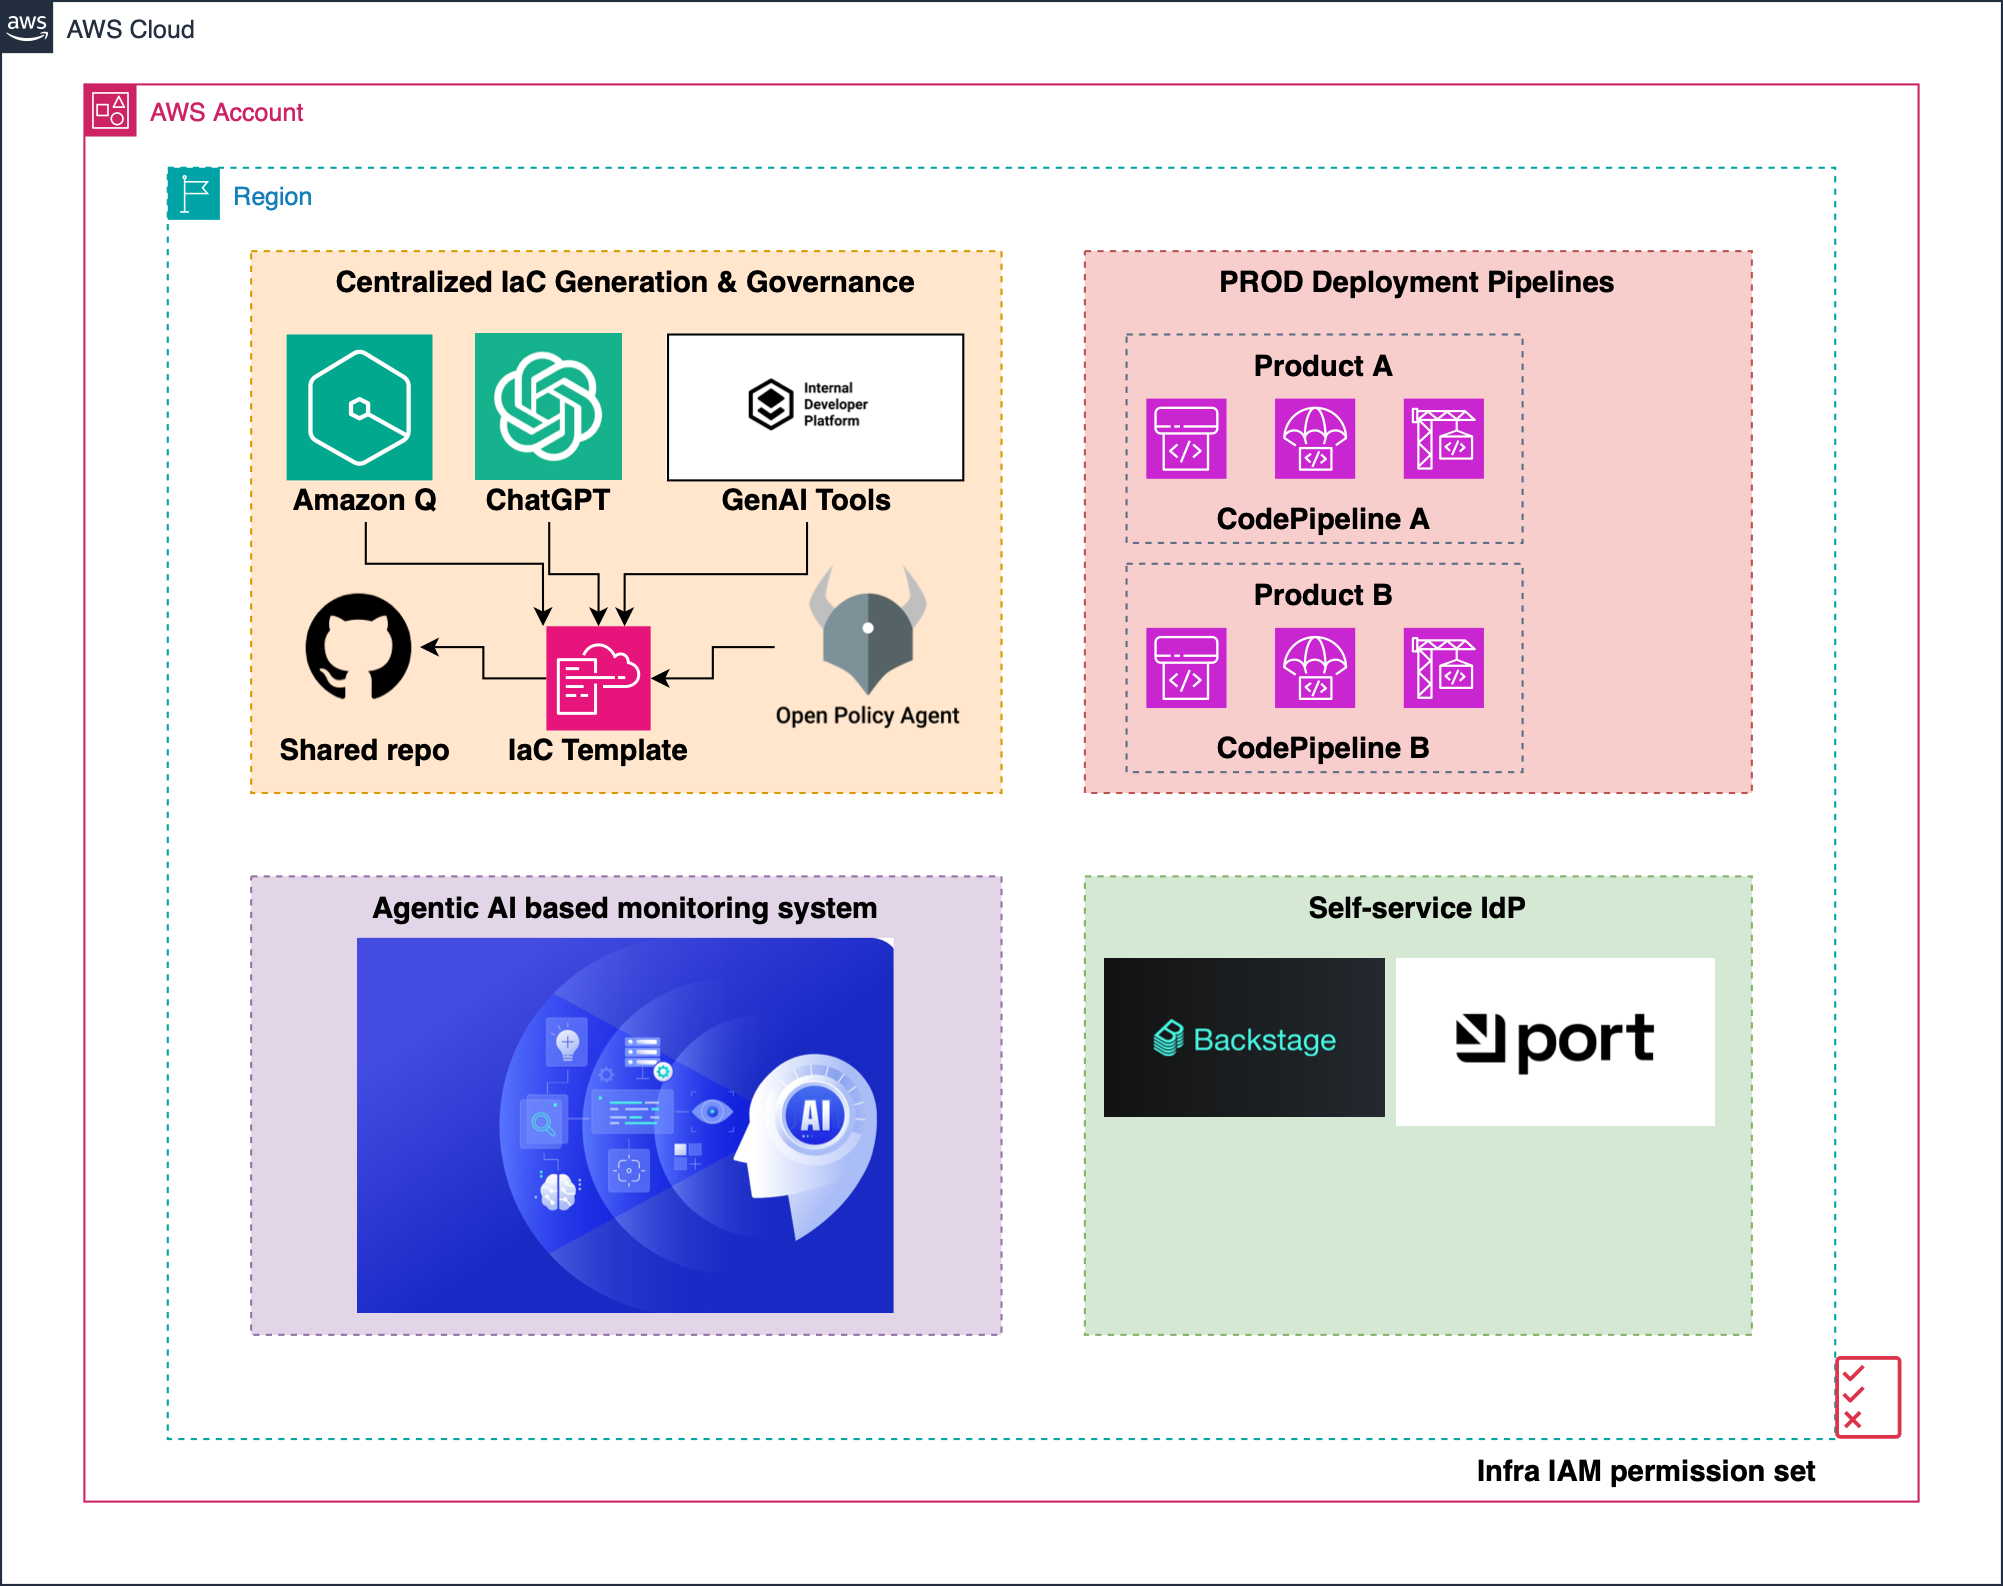 aws
AWS Cloud
AWS Account
Region
Centralized IaC Generation & Governance
Internal
Developer
Platform
Amazon Q
ChatGPT
GenAI Tools
Open Policy Agent
Shared repo
IaC Template
PROD Deployment Pipelines
Product A
</>
</>
</>
CodePipeline A
Product B
</>
</>
</>
CodePipeline B
Agentic AI based monitoring system
AI
Self-service IdP
Backstage
port
Infra IAM permission set